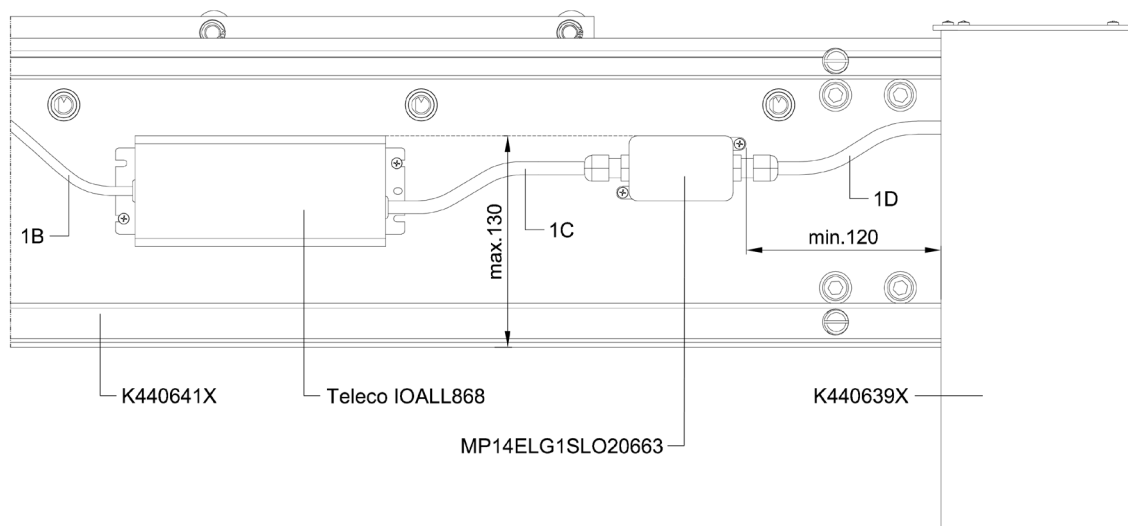 1B
1C
1D
max.130
min.120
K440641X
Teleco IOALL868
K440639X
MP14ELG1SLO20663